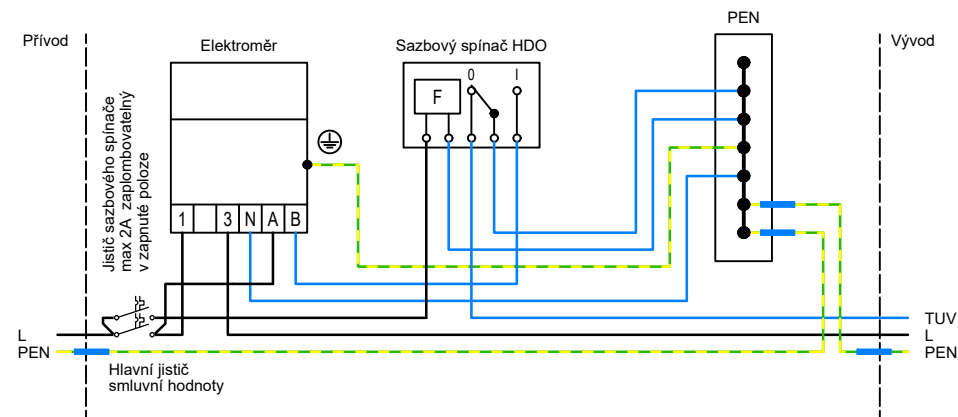 PEN
Přívod
Elektroměr
Sazbový spínač HDO
Vývod
0
I
F
Jistič sazbového spínače
max 2A zaplombovatelný
v zapnuté poloze
1
3
N
A
B
TUV
L
L
PEN
PEN
Hlavní jistič
smluvní hodnoty